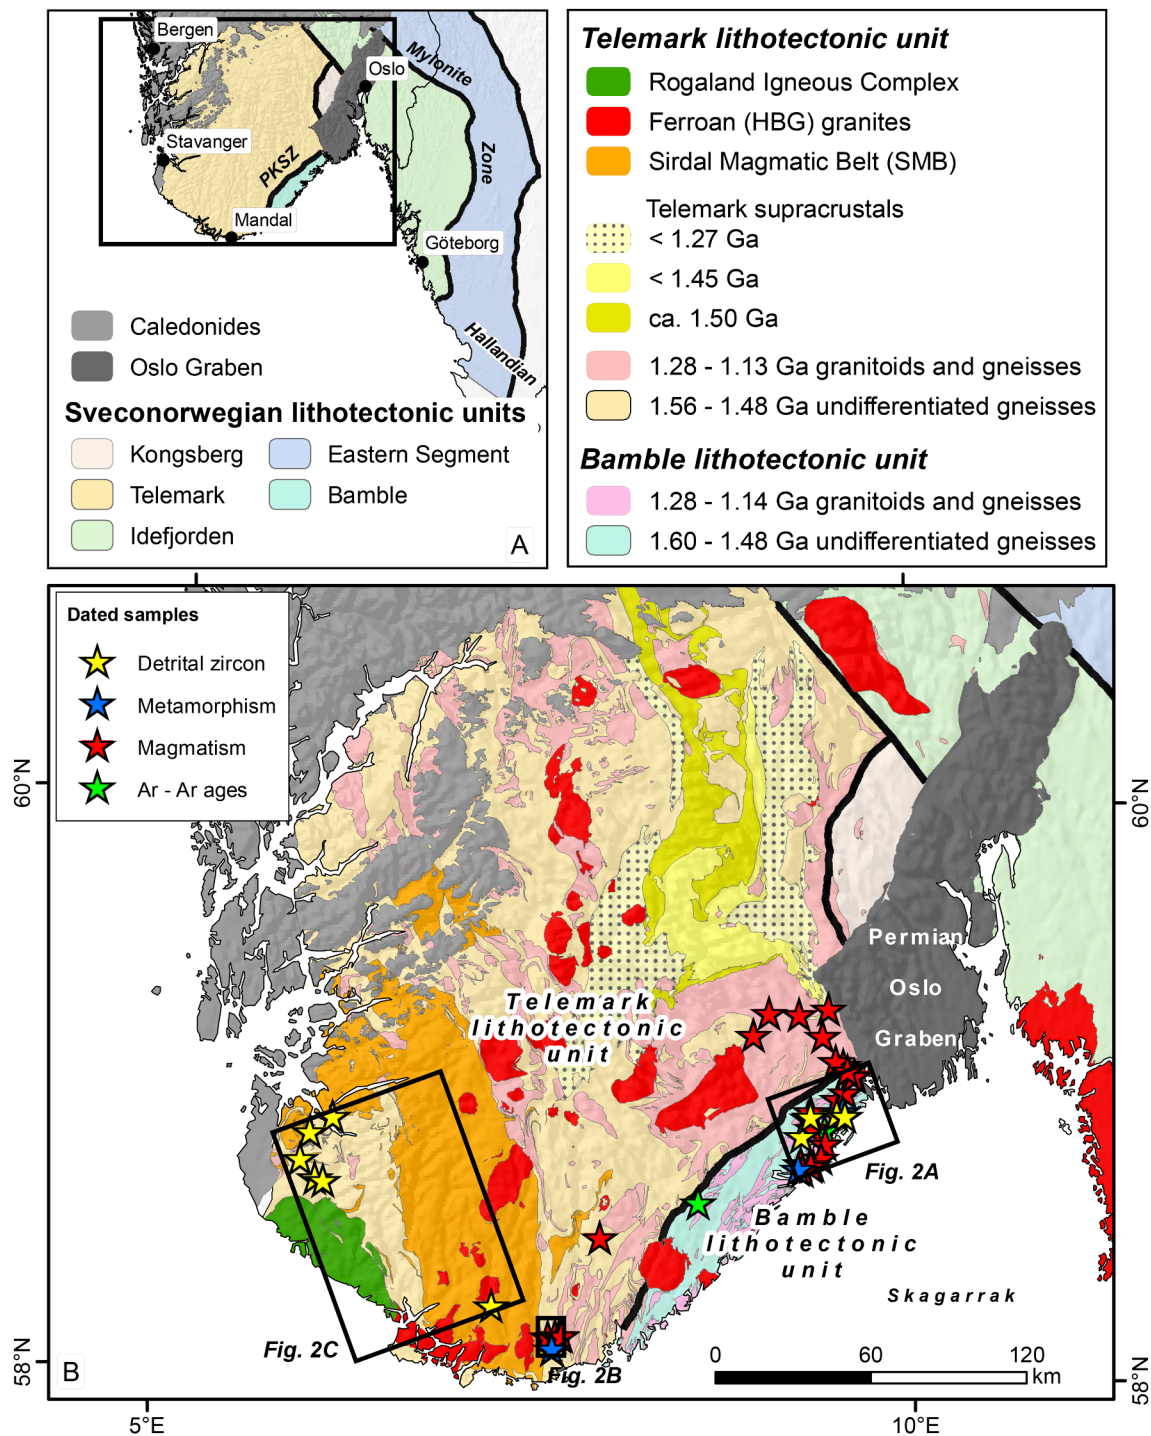 Bergen
Mylonite
Oslo
Stavanger
Zone
PKSZ
Mandal
Göteborg
Hallandian
Caledonides
Oslo Graben
Sveconorwegian lithotectonic units
Kongsberg
Eastern Segment
Telemark
Bamble
Idefjorden
A
Telemark lithotectonic unit
Rogaland Igneous Complex
Ferroan (HBG) granites
Sirdal Magmatic Belt (SMB)
Telemark supracrustals
< 1.27 Ga
< 1.45 Ga
ca. 1.50 Ga
1.28 - 1.13 Ga granitoids and gneisses
1.56 - 1.48 Ga undifferentiated gneisses
Bamble lithotectonic unit
1.28 - 1.14 Ga granitoids and gneisses
1.60 - 1.48 Ga undifferentiated gneisses
Dated samples
Detrital zircon
Metamorphism
Magmatism
Ar - Ar ages
60°N
60°N
Permian
Oslo
Graben
Telemark
lithotectonic
unit
Fig. 2A
Bamble
lithotectonic
unit
Skagarrak
Fig. 2C
Fig. 2B
0 60 120
km
B
58°N
58°N
5°E
10°E